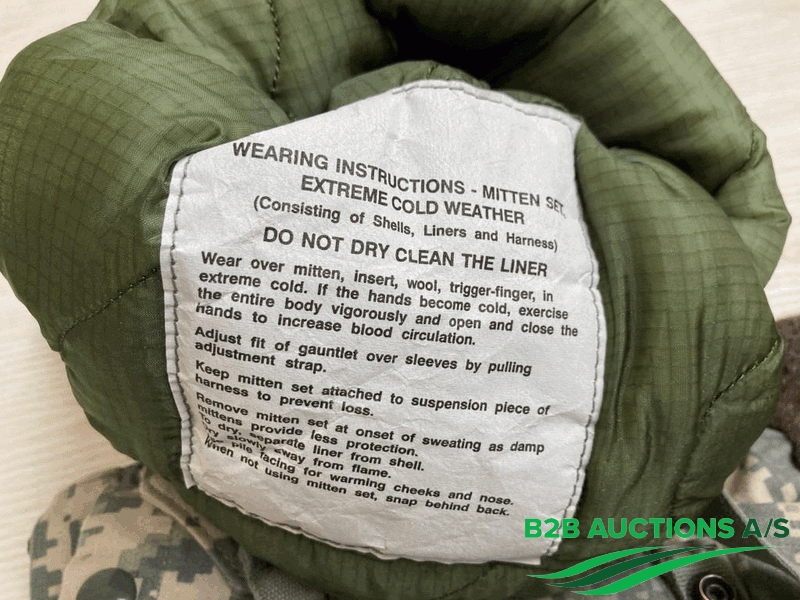 WEARING INSTRUCTIONS - MITTEN SET,
EXTREME COLD WEATHER
(Consisting of Shells, Liners and Harness)
DO NOT DRY CLEAN THE LINER
Wear over mitten, insert, wool, trigger-finger, in
extreme cold. If the hands become cold, exercise
the entire body vigorously and open and close the
hands to increase blood circulation.
Adjust fit of gauntlet over sleeves by pulling
adjustment strap.
Keep mitten set attached to suspension piece of
harness to prevent loss.
Remove mitten set at onset of sweating as damp
mittens provide less protection.
To dry, separate liner from shell.
Dry slowly away from flame.
pile facing for warming cheeks and nose.
When not using mitten set, snap behind back.
B2B AUCTIONS A/S